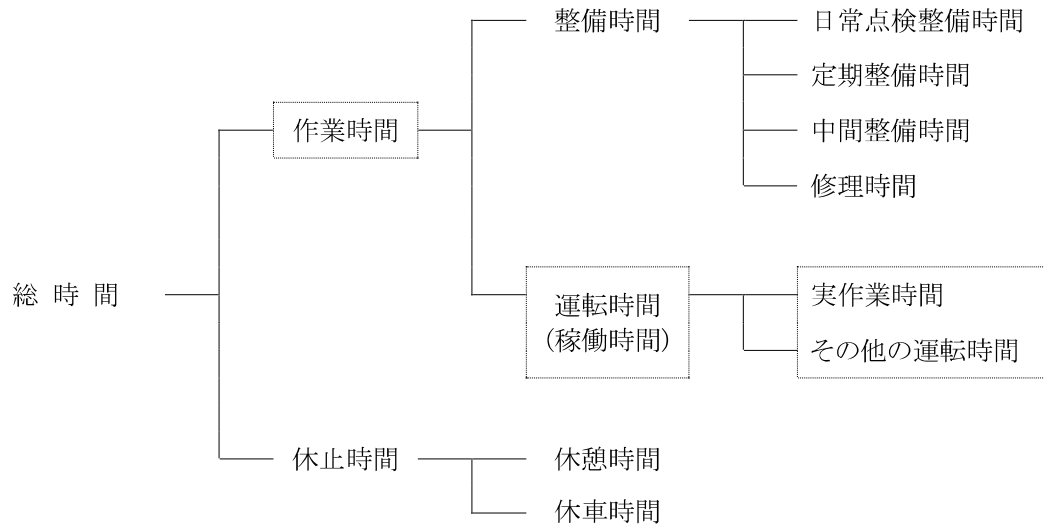 整備時間
日常点検整備時間
定期整備時間
作業時間
中間整備時間
修理時間
総時間
運転時間
(稼働時間)
実作業時間
その他の運転時間
休止時間
休憩時間
休車時間